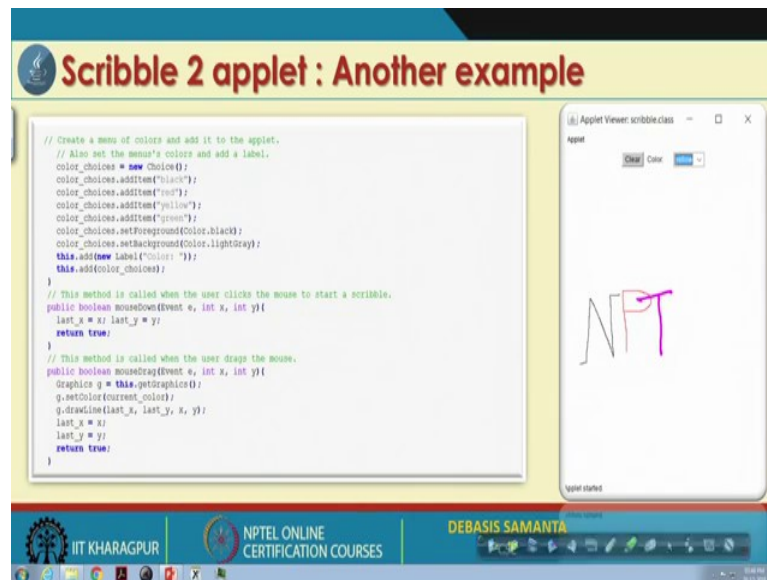 Scribble 2 applet : Another example
// Create a menu of colors and add it to the applet.
// Also set the menus's colors and add a label.
color_choices = new Choice();
color_choices.addItem("black");
color_choices.addItem("red");
color_choices.addItem("yellow");
color_choices.addItem("green");
color_choices.setForeground(Color.black);
color_choices.setBackground(Color.lightGray);
this.add(new Label("Color: "));
this.add(color_choices);
}
// This method is called when the user clicks the mouse to start a scribble.
public boolean mouseDown(Event e, int x, int y){
last_x = x; last_y = y;
return true;
}
// This method is called when the user drags the mouse.
public boolean mouseDrag(Event e, int x, int y){
Graphics g = this.getGraphics();
g.setColor(current_color);
g.drawLine(last_x, last_y, x, y);
last_x = x;
last_y = y;
return true;
}
Applet Viewer: scribble.class
Applet
Clear Color: yellow
NPT
Applet started.
IIT KHARAGPUR
NPTEL ONLINE
CERTIFICATION COURSES
DEBASIS SAMANTA